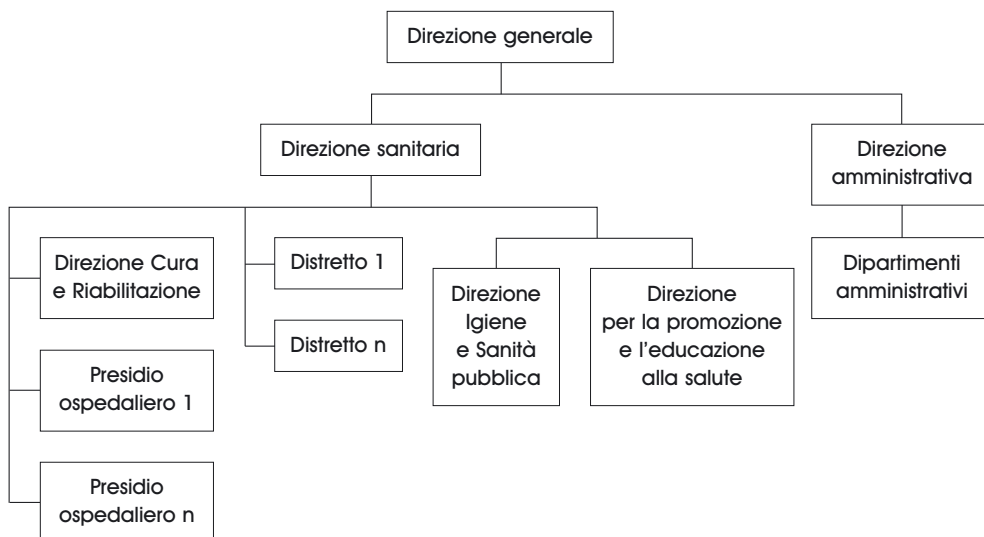 Direzione generale
Direzione sanitaria
Direzione
amministrativa
Direzione Cura
e Riabilitazione
Presidio
ospedaliero 1
Presidio
ospedaliero n
Distretto 1
Distretto n
Direzione
Igiene
e Sanità
pubblica
Direzione
per la promozione
e l'educazione
alla salute
Dipartimenti
amministrativi